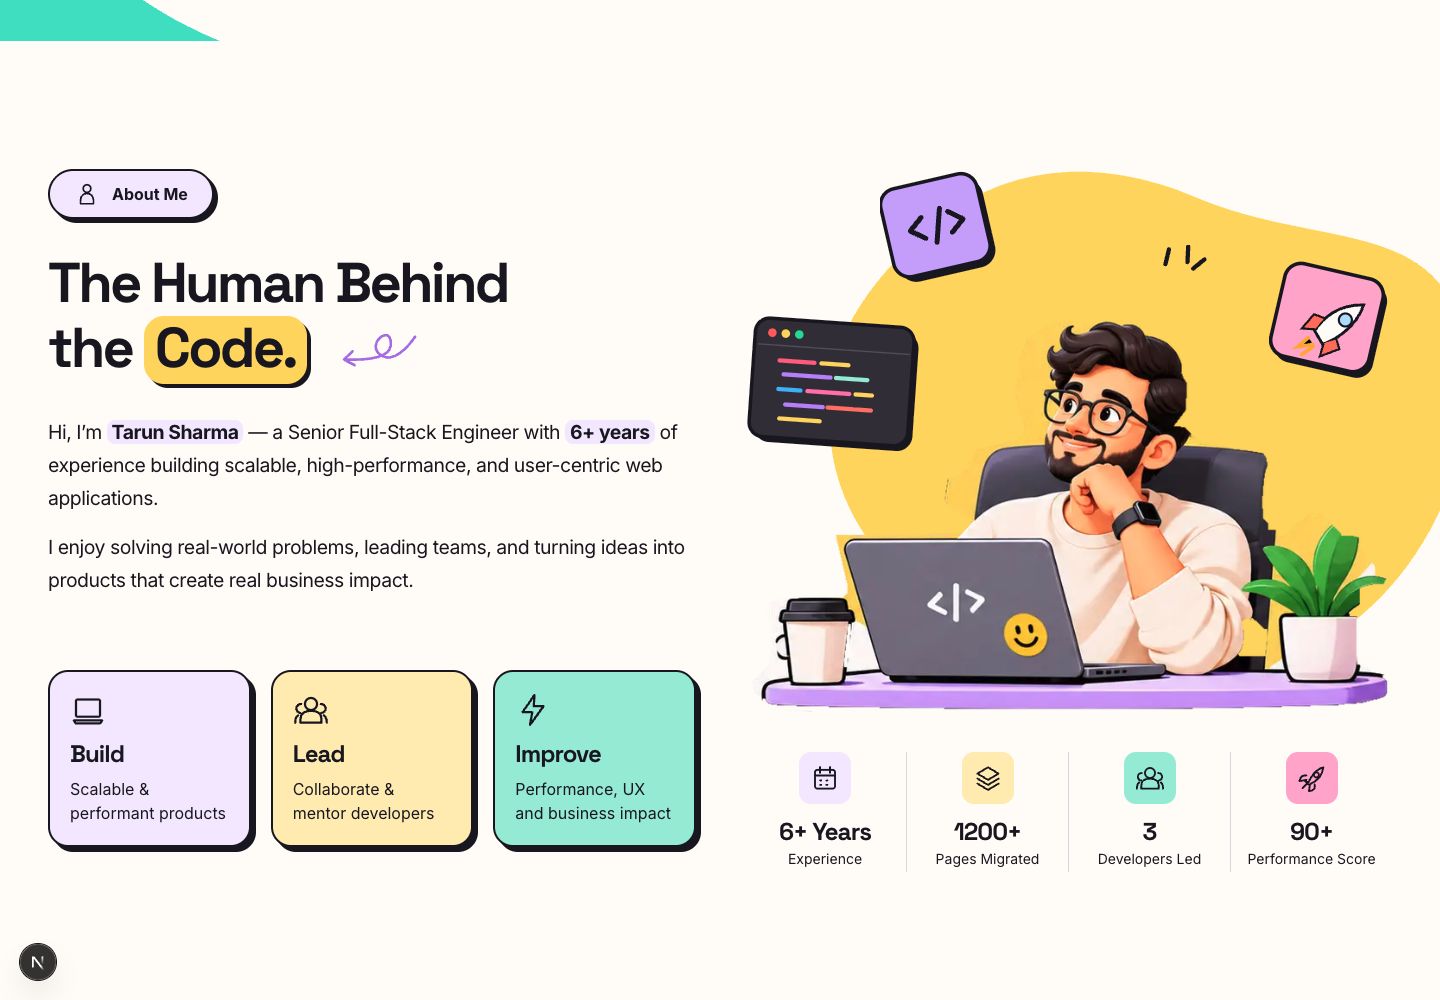 About Me
The Human Behind
the Code.
Hi, I’m Tarun Sharma — a Senior Full-Stack Engineer with 6+ years of
experience building scalable, high-performance, and user-centric web
applications.
I enjoy solving real-world problems, leading teams, and turning ideas into
products that create real business impact.
Build
Scalable &
performant products
Lead
Collaborate &
mentor developers
Improve
Performance, UX
and business impact
</>
</>
6+ Years
Experience
1200+
Pages Migrated
3
Developers Led
90+
Performance Score
N